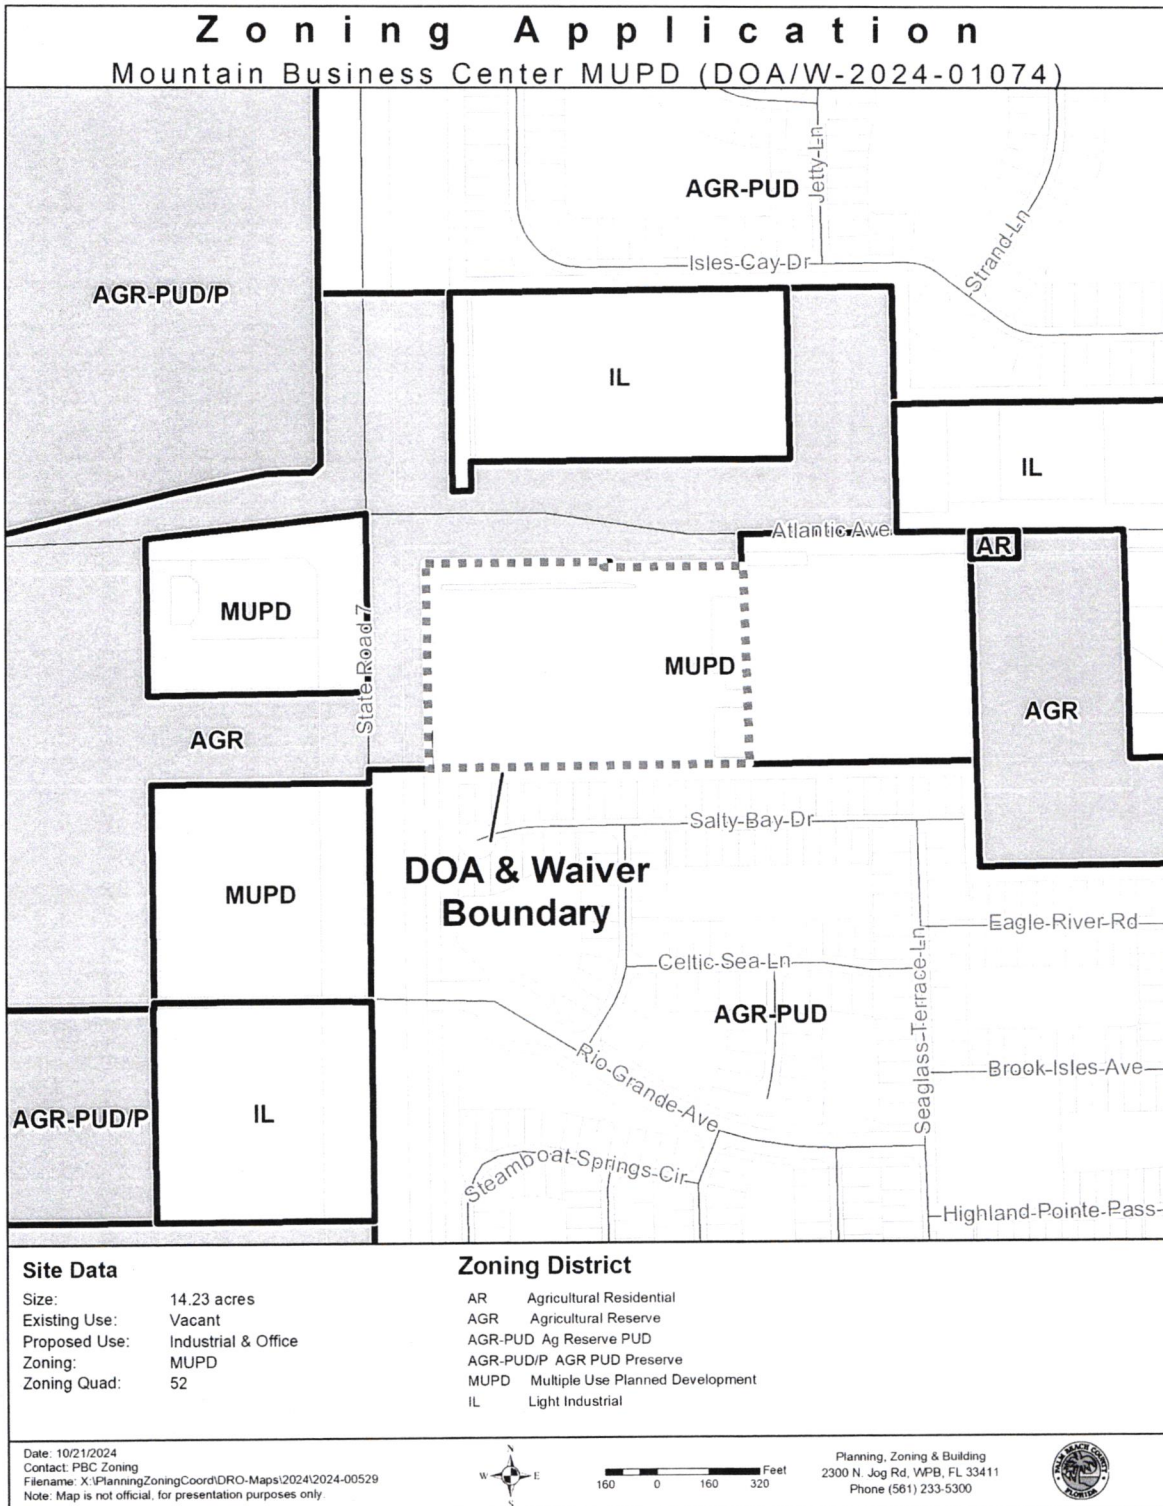 Zoning Application
Mountain Business Center MUPD (DOA/W-2024-01074)
AGR-PUD
Jetty-Ln
Isles-Cay-Dr
Strand-Ln
AGR-PUD/P
IL
IL
Atlantic Ave
AR
MUPD
State Road 7
MUPD
AGR
AGR
Salty-Bay-Dr
DOA & Waiver
Boundary
MUPD
Eagle-River-Rd
Celtic-Sea-Ln
AGR-PUD
Seaglass-Terrace-Ln
Rio-Grande-Ave
Brook-Isles-Ave
AGR-PUD/P
IL
Steamboat-Springs-Cir
Highland-Pointe-Pass
Site Data
Size: 14.23 acres
Existing Use: Vacant
Proposed Use: Industrial & Office
Zoning: MUPD
Zoning Quad: 52
Zoning District
AR Agricultural Residential
AGR Agricultural Reserve
AGR-PUD Ag Reserve PUD
AGR-PUD/P AGR PUD Preserve
MUPD Multiple Use Planned Development
IL Light Industrial
Date: 10/21/2024
Contact: PBC Zoning
Filename: X:\PlanningZoningCoord\DRO-Maps\2024\2024-00529
Note: Map is not official, for presentation purposes only.
N
W E
S
Feet
160 0 160 320
Planning, Zoning & Building
2300 N. Jog Rd, WPB, FL 33411
Phone (561) 233-5300
PALM BEACH COUNTY
FLORIDA